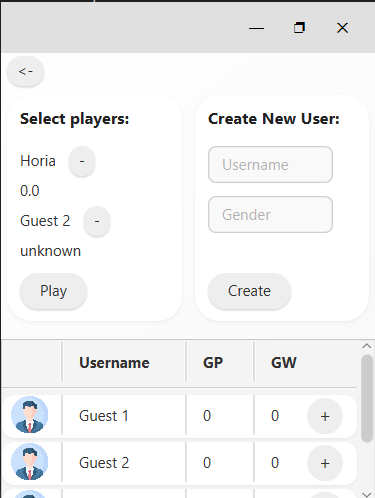 <-
Select players:
Horia -
0.0
Guest 2 -
unknown
Play
Create New User:
Username
Gender
Create
Username GP GW
Guest 1 0 0 +
Guest 2 0 0 +